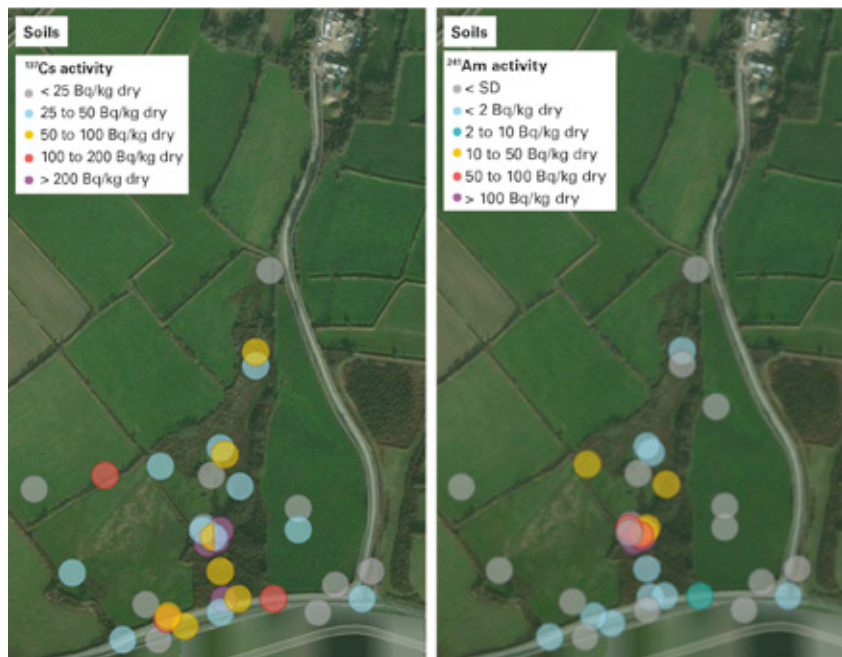 Soils
¹³⁷Cs activity
< 25 Bq/kg dry
25 to 50 Bq/kg dry
50 to 100 Bq/kg dry
100 to 200 Bq/kg dry
> 200 Bq/kg dry
Soils
²⁴¹Am activity
< SD
< 2 Bq/kg dry
2 to 10 Bq/kg dry
10 to 50 Bq/kg dry
50 to 100 Bq/kg dry
> 100 Bq/kg dry